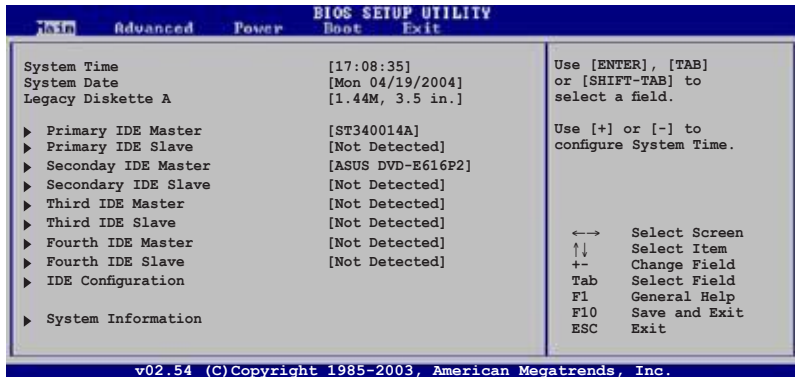 BIOS SETUP UTILITY
Main Advanced Power Boot Exit
System Time [17:08:35]
System Date [Mon 04/19/2004]
Legacy Diskette A [1.44M, 3.5 in.]
Primary IDE Master [ST340014A]
Primary IDE Slave [Not Detected]
Seconday IDE Master [ASUS DVD-E616P2]
Secondary IDE Slave [Not Detected]
Third IDE Master [Not Detected]
Third IDE Slave [Not Detected]
Fourth IDE Master [Not Detected]
Fourth IDE Slave [Not Detected]
IDE Configuration
System Information
Use [ENTER], [TAB]
or [SHIFT-TAB] to
select a field.
Use [+] or [-] to
configure System Time.
←→ Select Screen
↑↓ Select Item
+- Change Field
Tab Select Field
F1 General Help
F10 Save and Exit
ESC Exit
v02.54 (C)Copyright 1985-2003, American Megatrends, Inc.